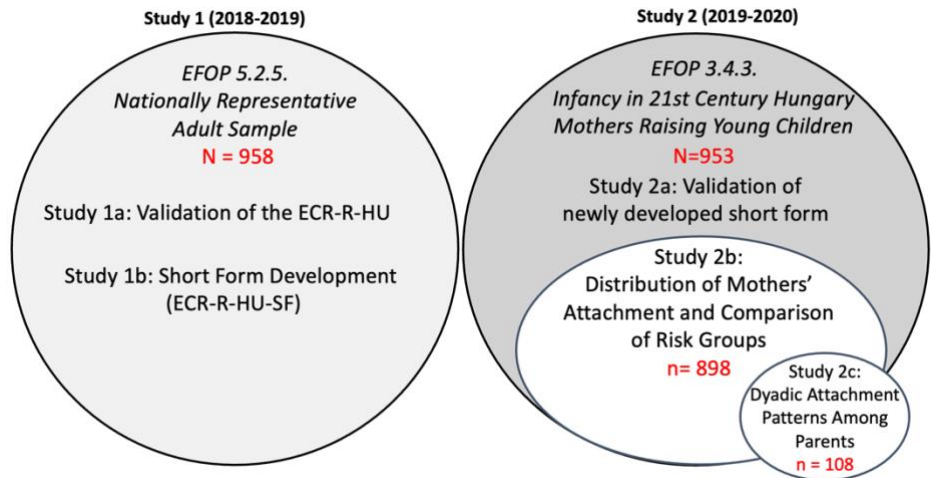 Study 1 (2018-2019)
EFOP 5.2.5.
Nationally Representative
Adult Sample
N = 958
Study 1a: Validation of the ECR-R-HU
Study 1b: Short Form Development
(ECR-R-HU-SF)
Study 2 (2019-2020)
EFOP 3.4.3.
Infancy in 21st Century Hungary
Mothers Raising Young Children
N=953
Study 2a: Validation of
newly developed short form
Study 2b:
Distribution of Mothers'
Attachment and Comparison
of Risk Groups
n= 898
Study 2c:
Dyadic Attachment
Patterns Among
Parents
n = 108